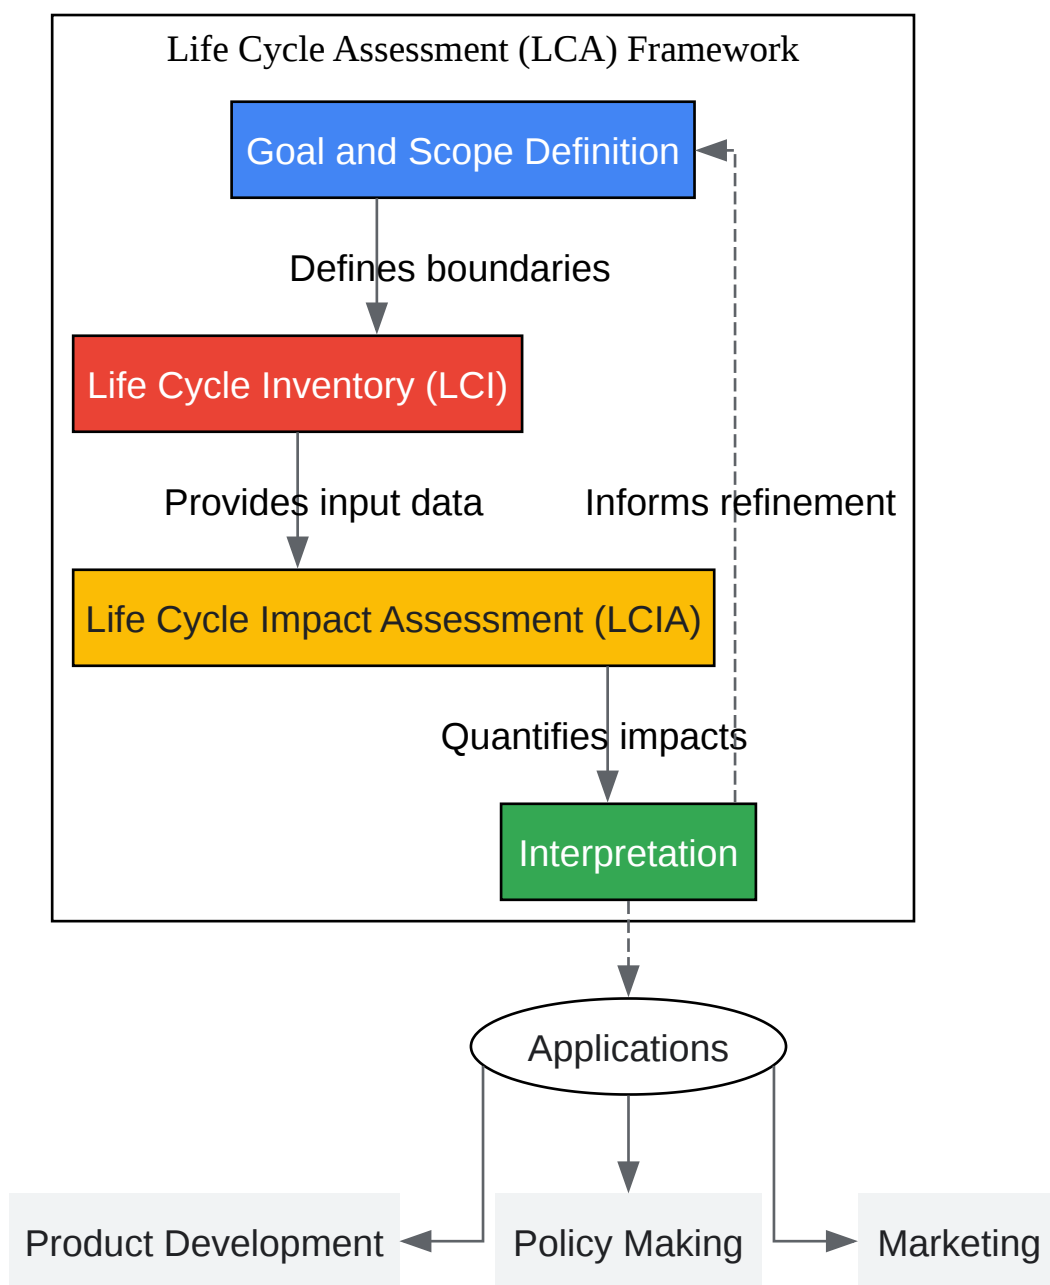 Life Cycle Assessment (LCA) Framework
Goal and Scope Definition
Defines boundaries
Life Cycle Inventory (LCI)
Provides input data
Informs refinement
Life Cycle Impact Assessment (LCIA)
Quantifies impacts
Interpretation
Applications
Product Development
Policy Making
Marketing